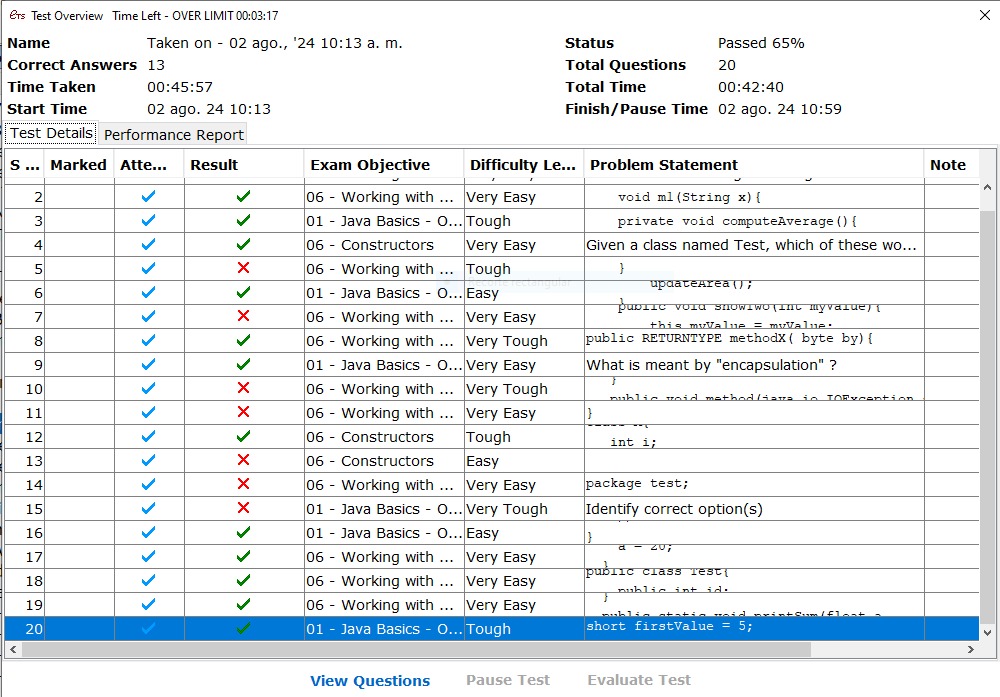 ETS Test Overview Time Left - OVER LIMIT 00:03:17
Name Taken on - 02 ago., '24 10:13 a. m. Status Passed 65%
Correct Answers 13 Total Questions 20
Time Taken 00:45:57 Total Time 00:42:40
Start Time 02 ago. 24 10:13 Finish/Pause Time 02 ago. 24 10:59
Test Details Performance Report
S ... Marked Atte... Result Exam Objective Difficulty Le... Problem Statement Note
2 06 - Working with ... Very Easy void ml(String x){
3 01 - Java Basics - O... Tough private void computeAverage(){
4 06 - Constructors Very Easy Given a class named Test, which of these wo...
5 06 - Working with ... Tough }
6 01 - Java Basics - O... Easy updateArea();
}
7 06 - Working with ... Very Easy public void showTwo(int myValue){
this.myValue = myValue;
8 06 - Working with ... Very Tough public RETURNTYPE methodX( byte by){
9 01 - Java Basics - O... Very Easy What is meant by "encapsulation" ?
10 06 - Working with ... Very Tough }
public void method(java.io.IOException
11 06 - Working with ... Very Easy }
12 06 - Constructors Tough int i;
13 06 - Constructors Easy
14 06 - Working with ... Very Easy package test;
15 01 - Java Basics - O... Very Tough Identify correct option(s)
16 01 - Java Basics - O... Easy }
17 06 - Working with ... Very Easy a = 20;
}
18 06 - Working with ... Very Easy public class Test{
public int id;
19 06 - Working with ... Very Easy }
public static void printSum(float a
20 01 - Java Basics - O... Tough short firstValue = 5;
View Questions Pause Test Evaluate Test